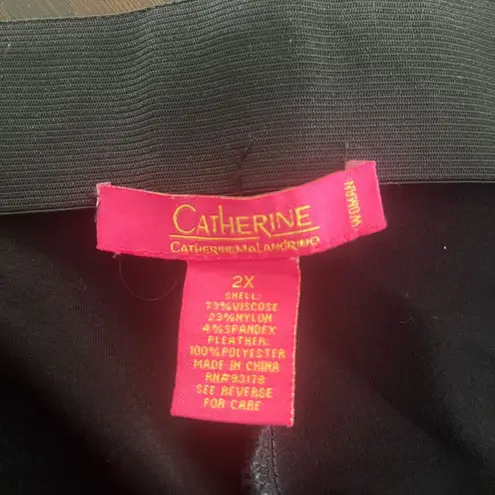 CATHERINE
CATHERINE MALANDRINO
WOMAN
2X
SHELL:
73%VISCOSE
23%NYLON
4%SPANDEX
PLEATHER:
100%POLYESTER
MADE IN CHINA
RN#93178
SEE REVERSE
FOR CARE